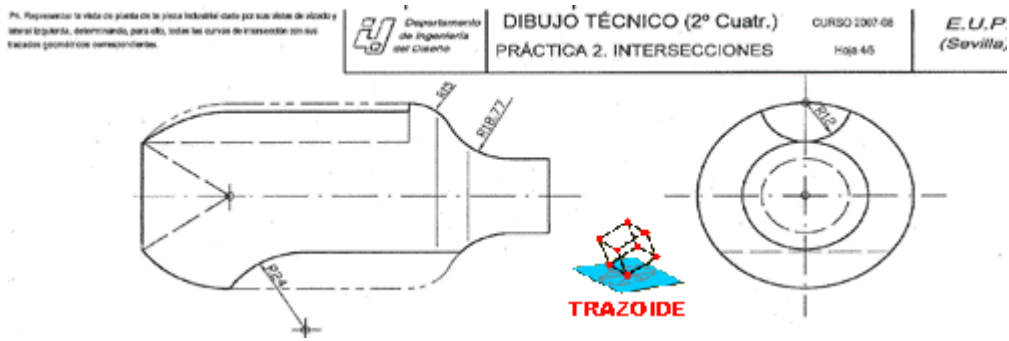 P4. Representar la vista de planta de la pieza industrial dada por sus vistas de alzado y
lateral izquierda, determinando, para ello, todas las curvas de intersección con sus
trazados geométricos correspondientes.
Departamento
de Ingeniería
del Diseño
DIBUJO TÉCNICO (2º Cuatr.)
PRÁCTICA 2. INTERSECCIONES
CURSO 2007-08
Hoja 4/5
E.U.P.
(Sevilla)
R15
R18.77
R12
R24
TRAZOIDE